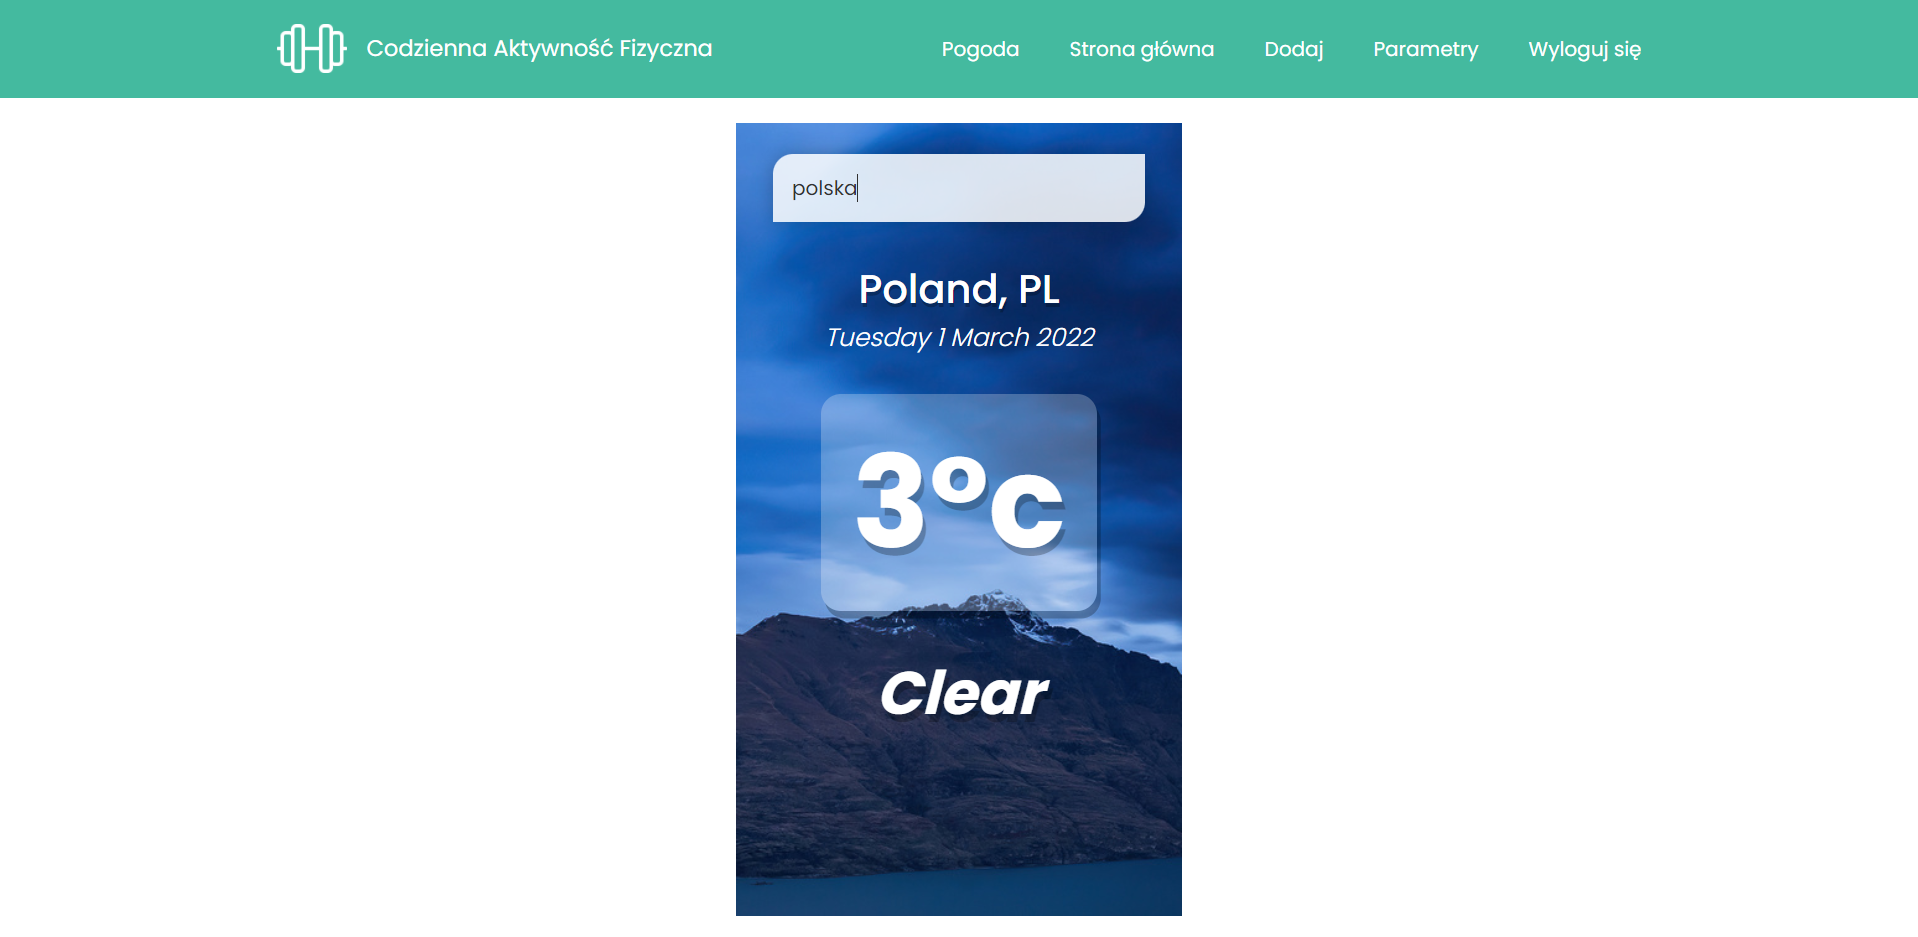 Codzienna Aktywność Fizyczna
Pogoda
Strona główna
Dodaj
Parametry
Wyloguj się
polska
Poland, PL
Tuesday 1 March 2022
3°c
Clear